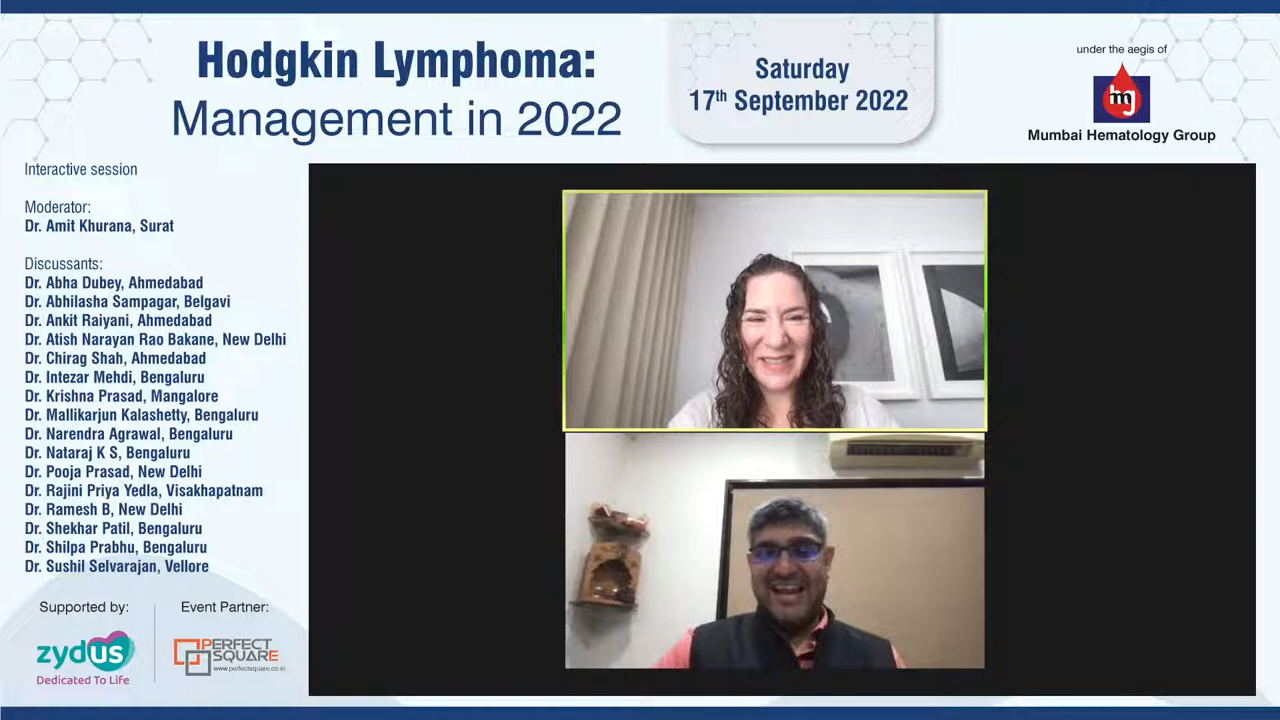 Hodgkin Lymphoma:
Management in 2022
Saturday
17th September 2022
under the aegis of
mg
Mumbai Hematology Group
Interactive session
Moderator:
Dr. Amit Khurana, Surat
Discussants:
Dr. Abha Dubey, Ahmedabad
Dr. Abhilasha Sampagar, Belgavi
Dr. Ankit Raiyani, Ahmedabad
Dr. Atish Narayan Rao Bakane, New Delhi
Dr. Chirag Shah, Ahmedabad
Dr. Intezar Mehdi, Bengaluru
Dr. Krishna Prasad, Mangalore
Dr. Mallikarjun Kalashetty, Bengaluru
Dr. Narendra Agrawal, Bengaluru
Dr. Nataraj K S, Bengaluru
Dr. Pooja Prasad, New Delhi
Dr. Rajini Priya Yedla, Visakhapatnam
Dr. Ramesh B, New Delhi
Dr. Shekhar Patil, Bengaluru
Dr. Shilpa Prabhu, Bengaluru
Dr. Sushil Selvarajan, Vellore
Supported by:
zydus
Dedicated To Life
Event Partner:
PERFECT
SQUARE
www.perfectsquare.co.in